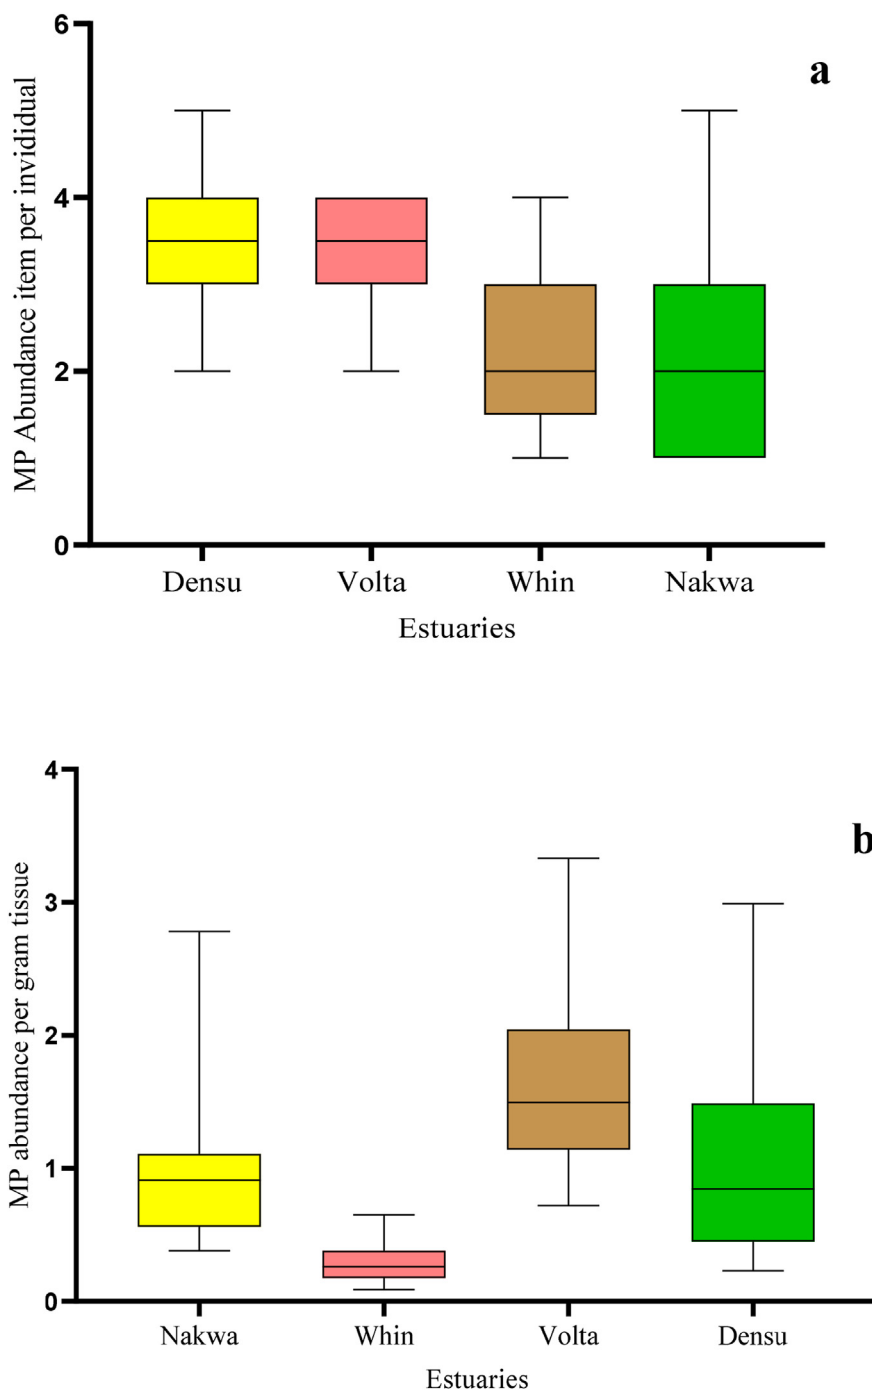 6
a
4
2
0
MP Abundance item per invididual
Densu Volta Whin Nakwa
Estuaries
4
b
3
2
1
0
MP abundance per gram tissue
Nakwa Whin Volta Densu
Estuaries